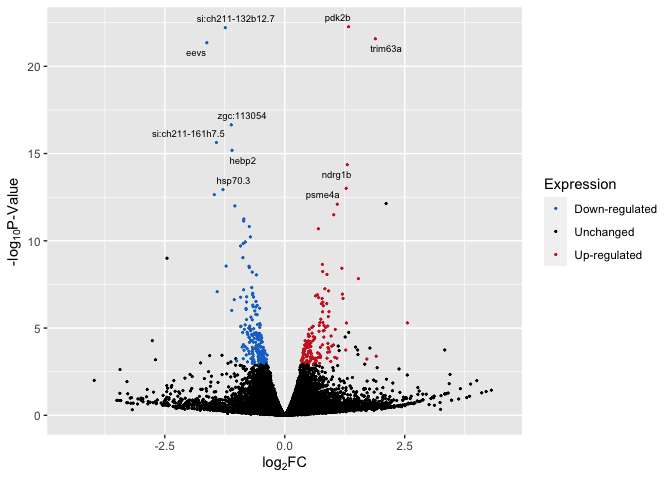 si:ch211-132b12.7
pdk2b
eevs
trim63a
zgc:113054
si:ch211-161h7.5
hebp2
hsp70.3
ndrg1b
psme4a
20
15
10
5
0
-log10P-Value
-2.5
0.0
2.5
log2FC
Expression
Down-regulated
Unchanged
Up-regulated